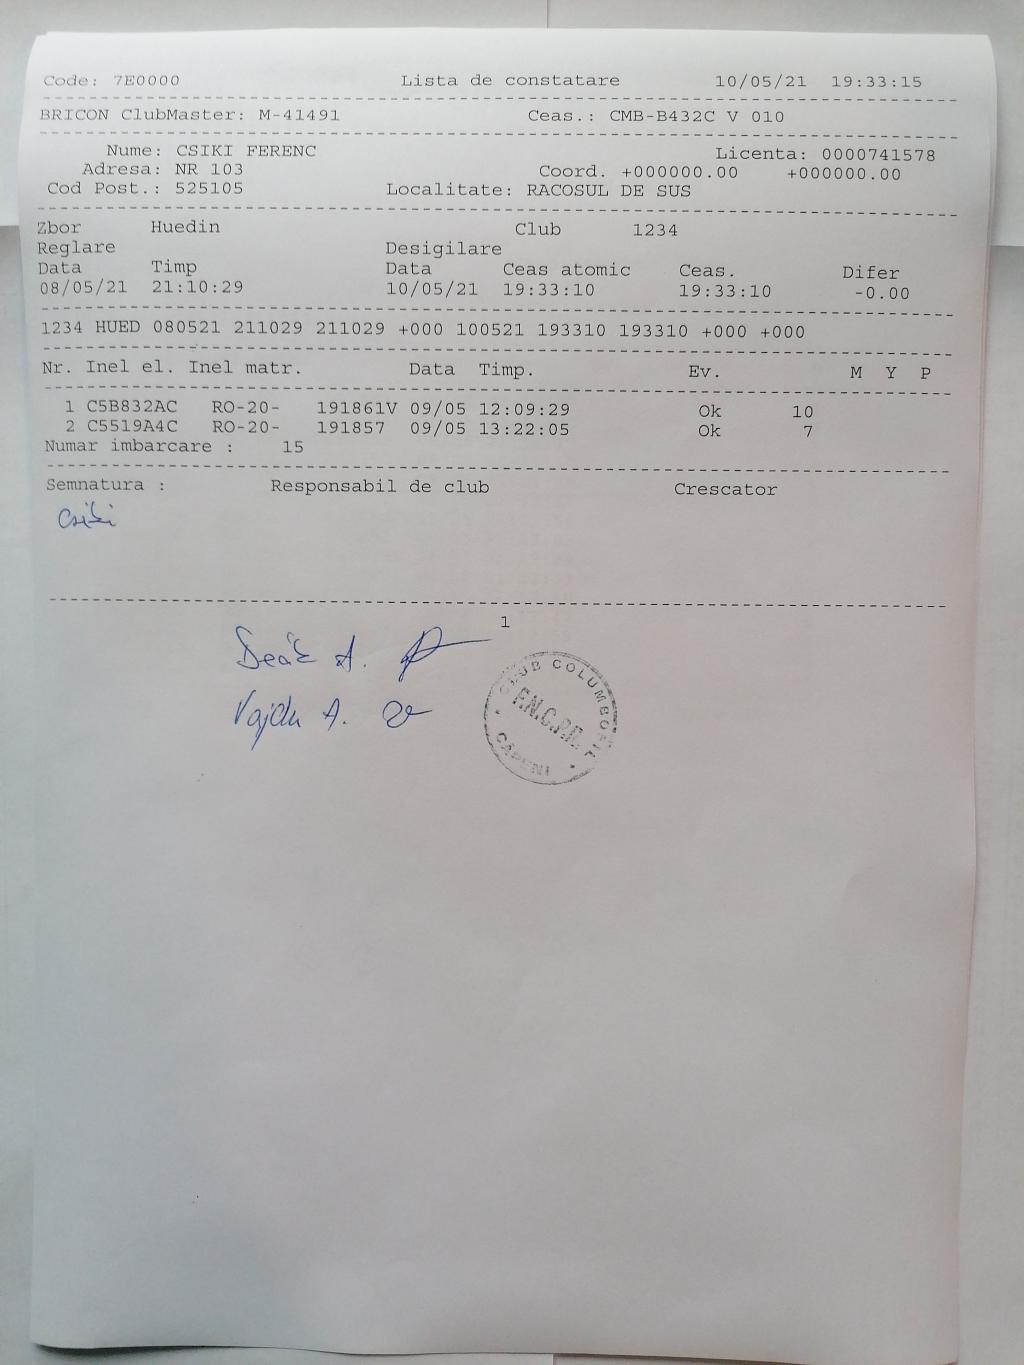 Code: 7E0000 Lista de constatare 10/05/21 19:33:15
BRICON ClubMaster: M-41491 Ceas.: CMB-B432C V 010
Nume: CSIKI FERENC Licenta: 0000741578
Adresa: NR 103 Coord. +000000.00 +000000.00
Cod Post.: 525105 Localitate: RACOSUL DE SUS
Zbor Huedin Club 1234
Reglare Desigilare
Data Timp Data Ceas atomic Ceas. Difer
08/05/21 21:10:29 10/05/21 19:33:10 19:33:10 -0.00
1234 HUED 080521 211029 211029 +000 100521 193310 193310 +000 +000
Nr. Inel el. Inel matr. Data Timp. Ev. M Y P
1 C5B832AC RO-20- 191861V 09/05 12:09:29 Ok 10
2 C5519A4C RO-20- 191857 09/05 13:22:05 Ok 7
Numar imbarcare : 15
Semnatura : Responsabil de club Crescator
Csiki
1
Deák A.
Vajda A.
CLUB COLUMBOFIL
F.N.C.P.R.
CĂPENI